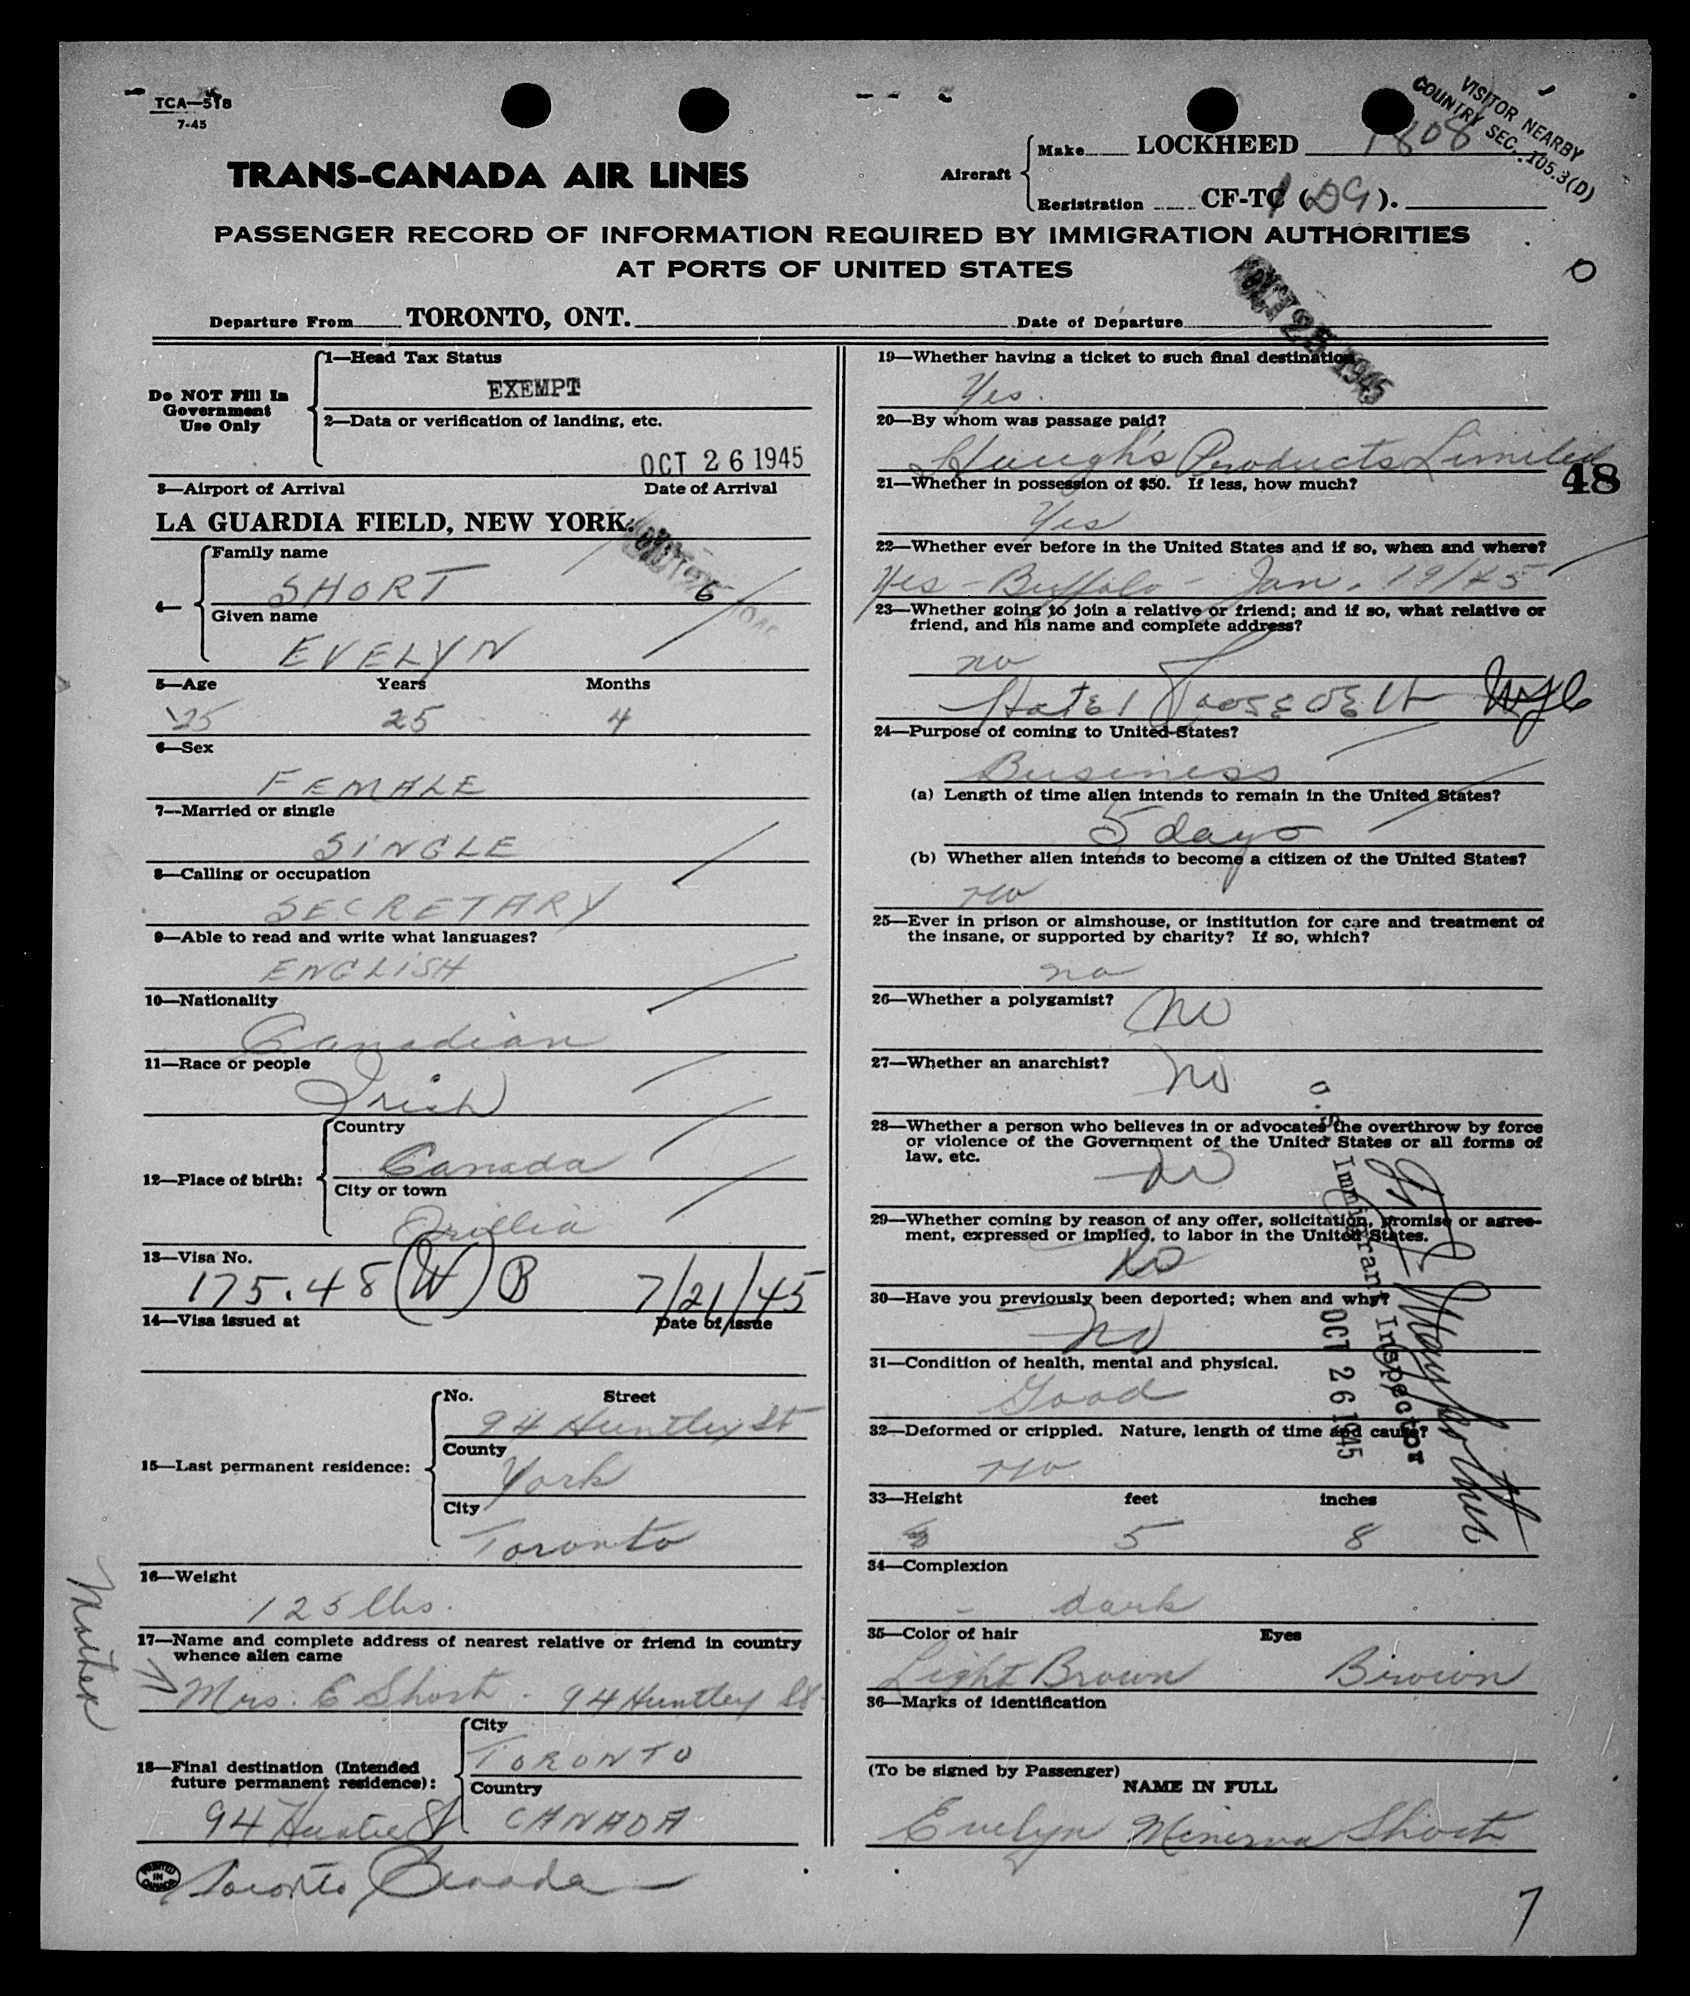 TCA—518
7-45
VISITOR NEARBY
COUNTRY SEC. 105.3(D)
TRANS-CANADA AIR LINES
Aircraft
Make LOCKHEED 1808
Registration CF-TC (DG).
PASSENGER RECORD OF INFORMATION REQUIRED BY IMMIGRATION AUTHORITIES
AT PORTS OF UNITED STATES
O
Departure From TORONTO, ONT. Date of Departure OCT 26 1945
Do NOT Fill In
Government
Use Only
1—Head Tax Status
EXEMPT
2—Data or verification of landing, etc.
OCT 26 1945
3—Airport of Arrival Date of Arrival
LA GUARDIA FIELD, NEW YORK.
4—
Family name
SHORT
Given name
EVELYN
5—Age Years Months
25 25 4
6—Sex
FEMALE
7—Married or single
SINGLE
8—Calling or occupation
SECRETARY
9—Able to read and write what languages?
ENGLISH
10—Nationality
Canadian
11—Race or people
Irish
12—Place of birth:
Country
Canada
City or town
Orillia
13—Visa No.
175.48 (W) B 7/21/45
14—Visa issued at Date of issue
15—Last permanent residence:
No. Street
94 Huntley St
County
York
City
Toronto
16—Weight
125 lbs.
17—Name and complete address of nearest relative or friend in country
whence alien came
Mother
Mrs. E Short - 94 Huntley St
18—Final destination (Intended
future permanent residence):
City
TORONTO
Country
94 Huntley St CANADA
PRINTED
IN
CANADA
Toronto Canada
19—Whether having a ticket to such final destination
Yes.
20—By whom was passage paid?
Haugh's Products Limited
48
21—Whether in possession of $50. If less, how much?
Yes
22—Whether ever before in the United States and if so, when and where?
Yes - Buffalo - Jan. 19/45
23—Whether going to join a relative or friend; and if so, what relative or
friend, and his name and complete address?
no
Hotel Roosevelt NYC
24—Purpose of coming to United States?
Business
(a) Length of time alien intends to remain in the United States?
5 days
(b) Whether alien intends to become a citizen of the United States?
no
25—Ever in prison or almshouse, or institution for care and treatment of
the insane, or supported by charity? If so, which?
no
26—Whether a polygamist?
No
27—Whether an anarchist?
No
28—Whether a person who believes in or advocates the overthrow by force
or violence of the Government of the United States or all forms of
law, etc.
No
29—Whether coming by reason of any offer, solicitation, promise or agree-
ment, expressed or implied, to labor in the United States.
No
30—Have you previously been deported; when and why?
No
U.S. Immigrant Inspector
OCT 26 1945
31—Condition of health, mental and physical.
Good
32—Deformed or crippled. Nature, length of time and cause?
no
33—Height feet inches
5 8
34—Complexion
- dark
35—Color of hair Eyes
Light Brown Brown
36—Marks of identification
(To be signed by Passenger)
NAME IN FULL
Evelyn Minerva Short
7